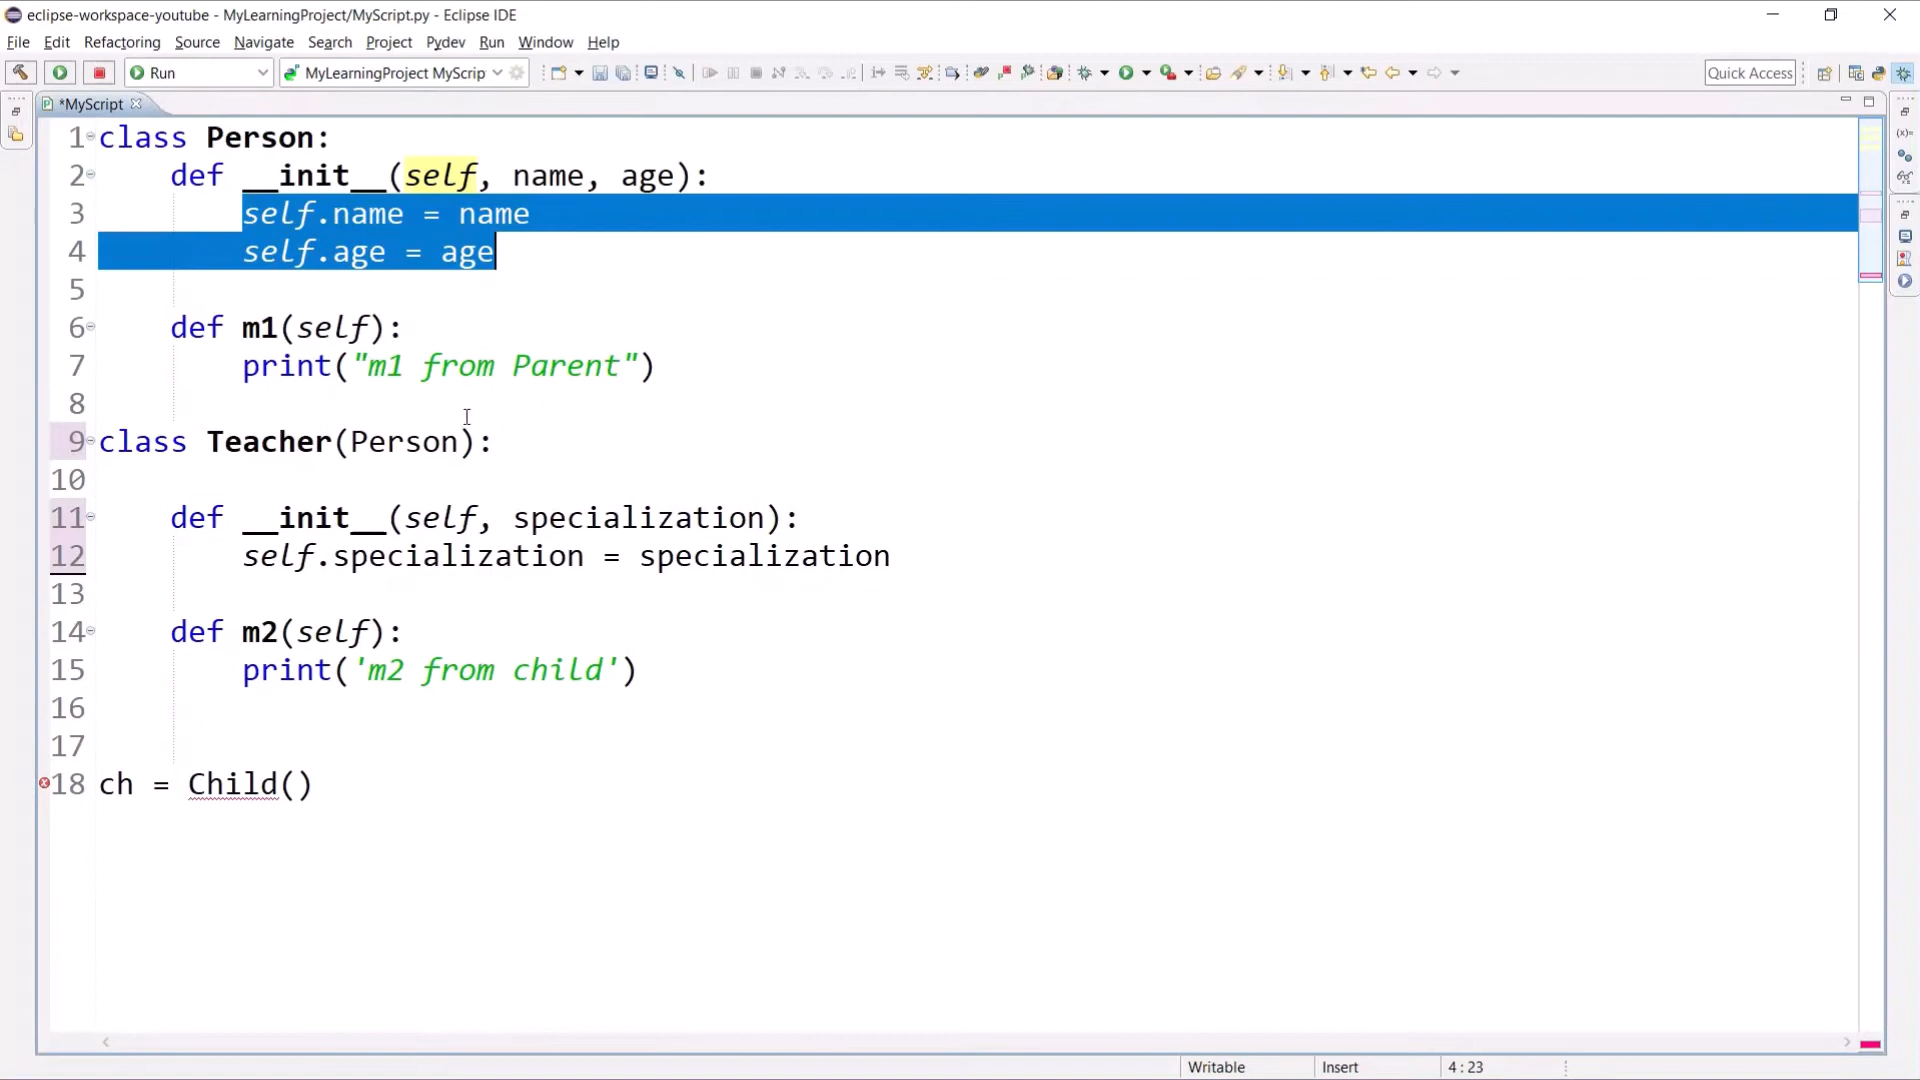 eclipse-workspace-youtube - MyLearningProject/MyScript.py - Eclipse IDE
File Edit Refactoring Source Navigate Search Project Pydev Run Window Help
Run MyLearningProject MyScrip Quick Access
*MyScript
1 class Person:
2     def __init__(self, name, age):
3         self.name = name
4         self.age = age
5
6     def m1(self):
7         print("m1 from Parent")
8
9 class Teacher(Person):
10
11     def __init__(self, specialization):
12         self.specialization = specialization
13
14     def m2(self):
15         print('m2 from child')
16
17
18 ch = Child()
Writable Insert 4 : 23